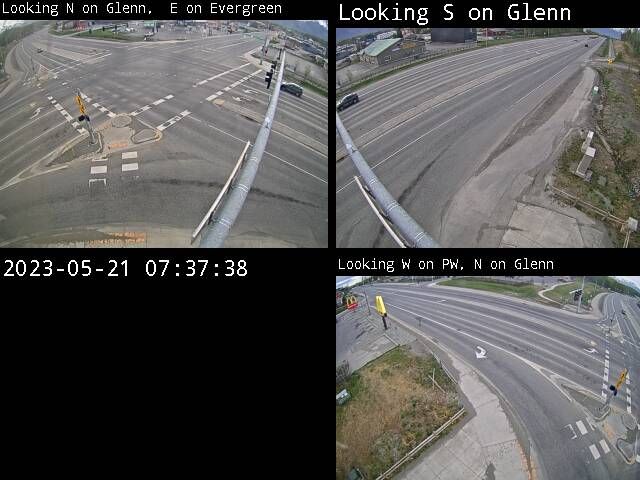 Looking N on Glenn, E on Evergreen
Looking S on Glenn
2023-05-21 07:37:38
Looking W on PW, N on Glenn